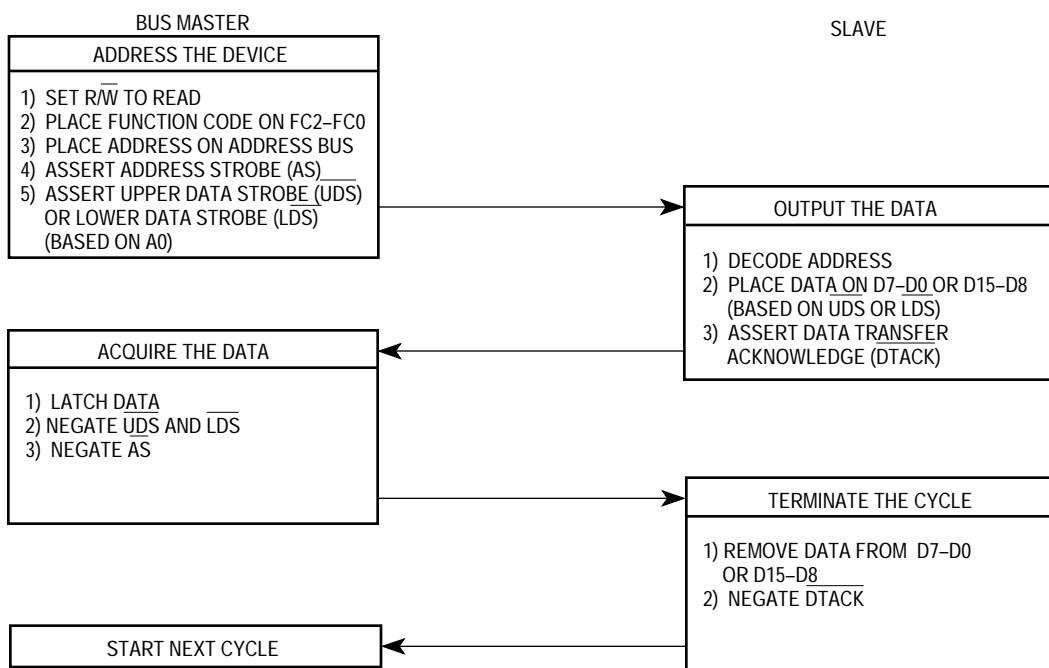 BUS MASTER
ADDRESS THE DEVICE
1) SET R/W TO READ
2) PLACE FUNCTION CODE ON FC2–FC0
3) PLACE ADDRESS ON ADDRESS BUS
4) ASSERT ADDRESS STROBE (AS)
5) ASSERT UPPER DATA STROBE (UDS)
OR LOWER DATA STROBE (LDS)
(BASED ON A0)
SLAVE
OUTPUT THE DATA
1) DECODE ADDRESS
2) PLACE DATA ON D7–D0 OR D15–D8
(BASED ON UDS OR LDS)
3) ASSERT DATA TRANSFER
ACKNOWLEDGE (DTACK)
ACQUIRE THE DATA
1) LATCH DATA
2) NEGATE UDS AND LDS
3) NEGATE AS
TERMINATE THE CYCLE
1) REMOVE DATA FROM D7–D0
OR D15–D8
2) NEGATE DTACK
START NEXT CYCLE